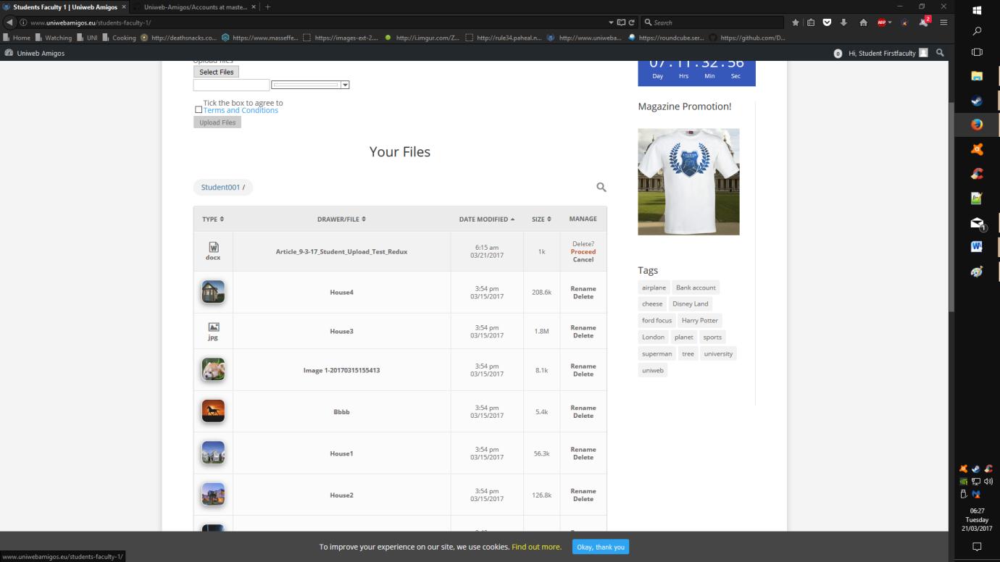 Students Faculty 1 | Uniweb Amigos
Uniweb-Amigos/Accounts at maste...
www.uniwebamigos.eu/students-faculty-1/
Search
ABP
2
Home
Watching
UNI
Cooking
http://deathsnacks.co...
https://www.masseffe...
https://images-ext-2....
http://i.imgur.com/Z...
http://rule34.paheal.n...
http://www.uniweba...
https://roundcube.ser...
https://github.com/D...
Uniweb Amigos
0
Hi, Student Firstfaculty
Upload files
Select Files
Tick the box to agree to
Terms and Conditions
Upload Files
Your Files
Student001 /
TYPE DRAWER/FILE DATE MODIFIED SIZE MANAGE
docx
Article_9-3-17_Student_Upload_Test_Redux
6:15 am
03/21/2017
1k
Delete?
Proceed
Cancel
House4
3:54 pm
03/15/2017
208.6k
Rename
Delete
jpg
House3
3:54 pm
03/15/2017
1.8M
Rename
Delete
Image 1-20170315155413
3:54 pm
03/15/2017
8.1k
Rename
Delete
Bbbb
3:54 pm
03/15/2017
5.4k
Rename
Delete
House1
3:54 pm
03/15/2017
56.3k
Rename
Delete
House2
3:54 pm
03/15/2017
126.8k
Rename
Delete
07 . 11 : 32 : 56
Day Hrs Min Sec
Magazine Promotion!
Tags
airplane
Bank account
cheese
Disney Land
ford focus
Harry Potter
London
planet
sports
superman
tree
university
uniweb
To improve your experience on our site, we use cookies. Find out more.
Okay, thank you
www.uniwebamigos.eu/students-faculty-1/
1
06:27
Tuesday
21/03/2017